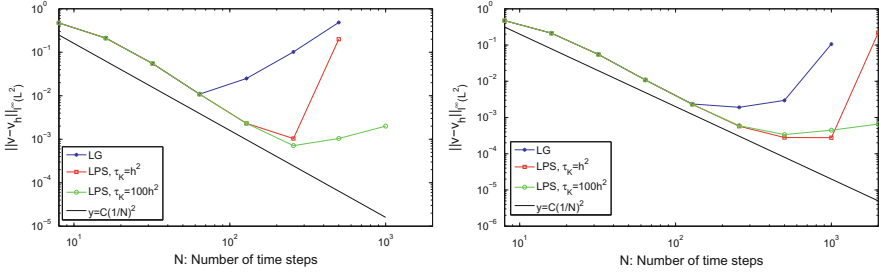 10^0
10^-1
10^-2
10^-3
10^-4
10^-5
||v−v_h||_l^∞(L^2)
LG
LPS, τ_K=h^2
LPS, τ_K=100h^2
y=C(1/N)^2
10^1
10^2
10^3
N: Number of time steps
10^0
10^-1
10^-2
10^-3
10^-4
10^-5
10^-6
||v−v_h||_l^∞(L^2)
LG
LPS, τ_K=h^2
LPS, τ_K=100h^2
y=C(1/N)^2
10^1
10^2
10^3
N: Number of time steps